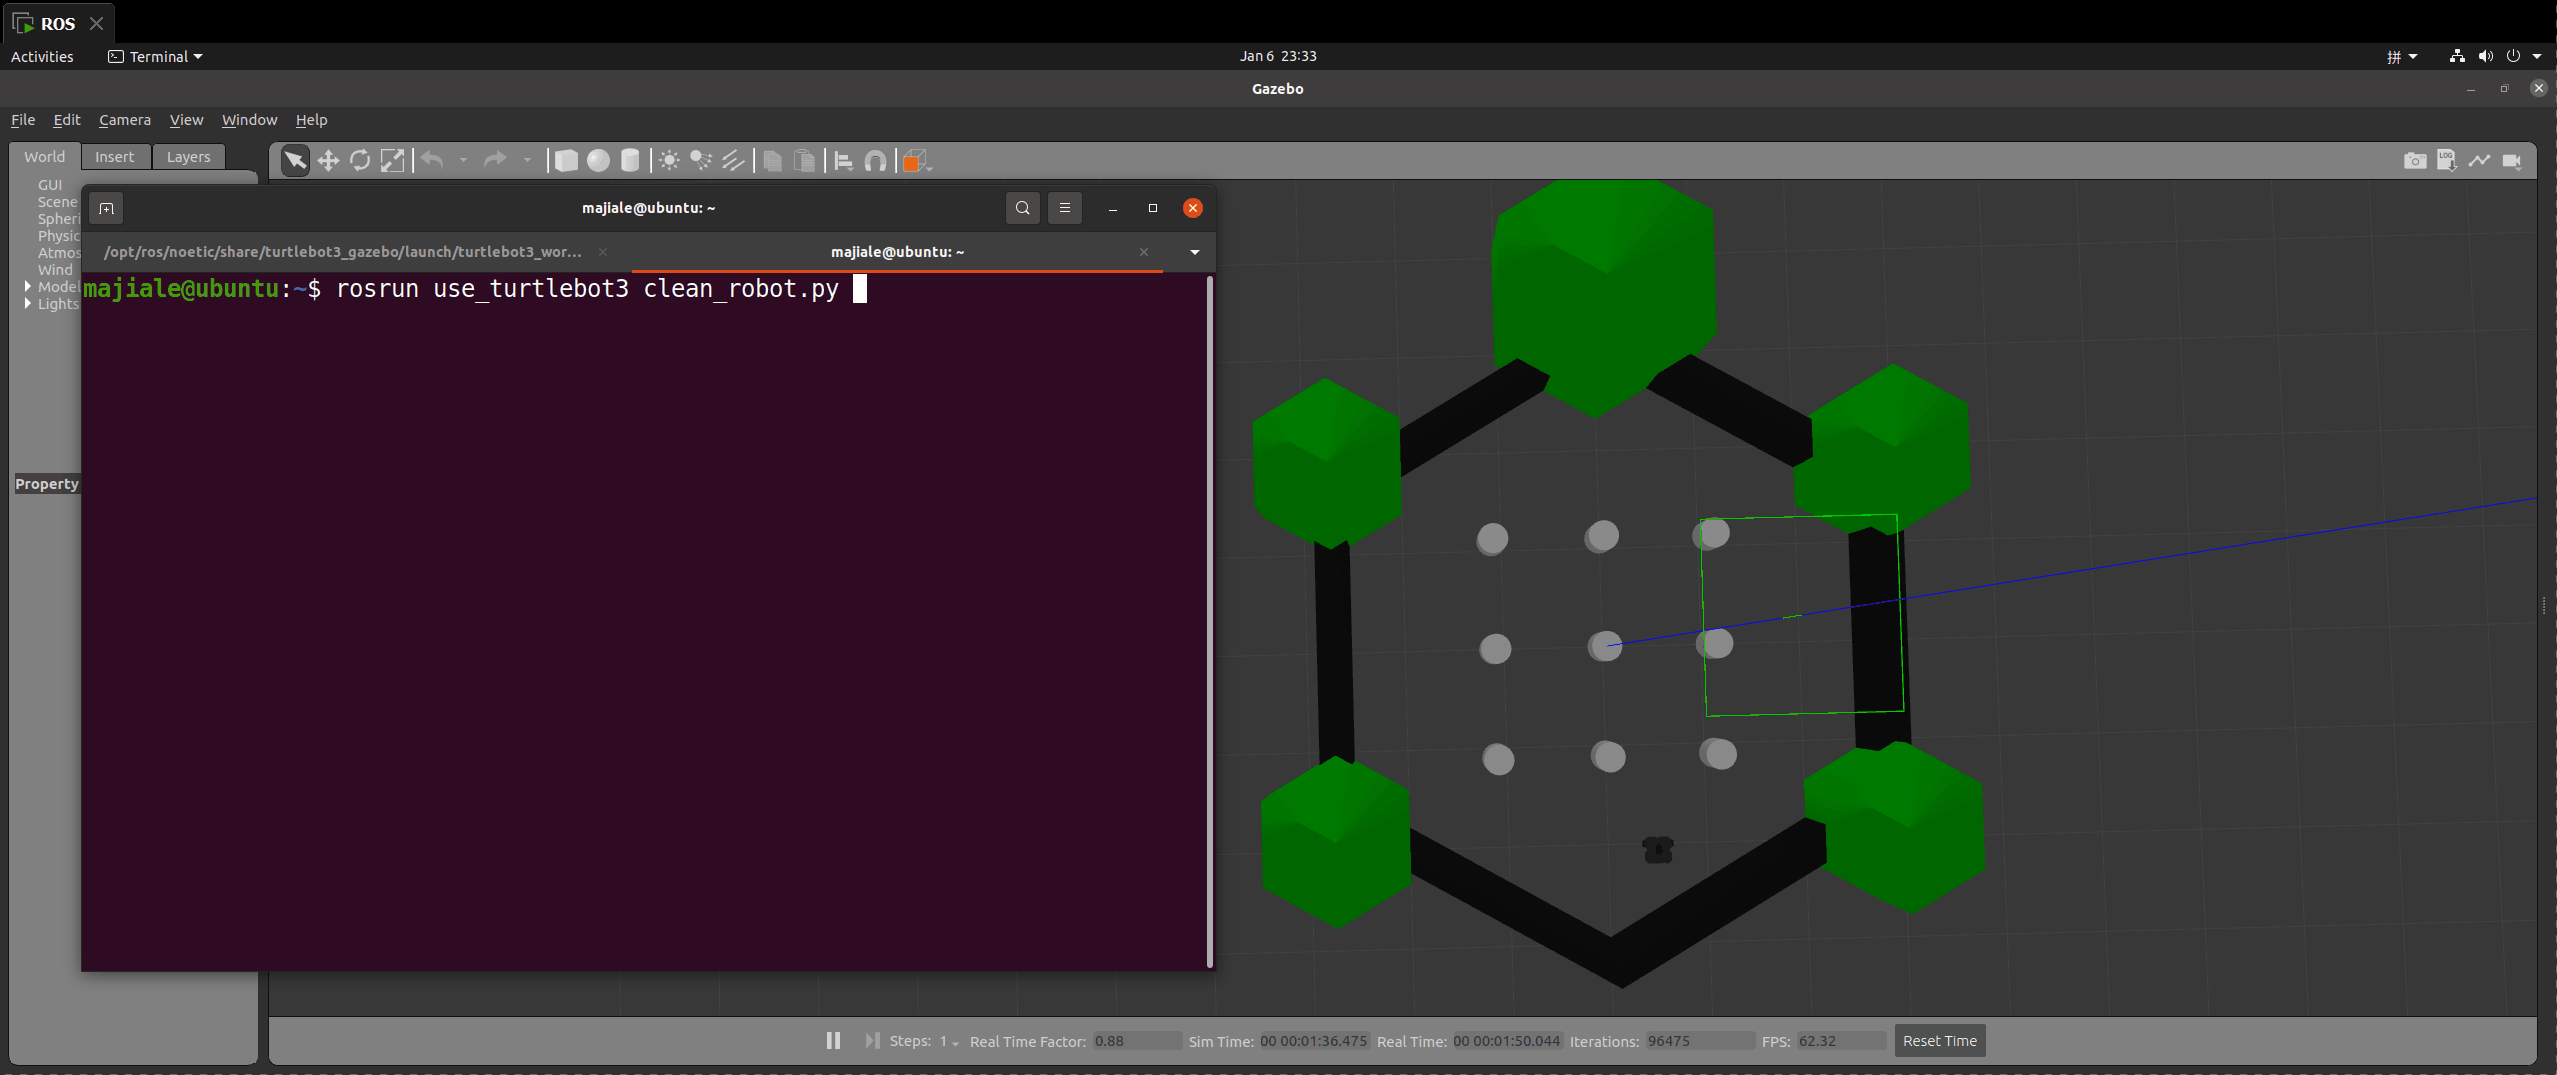 ROS
Activities
Terminal
Jan 6 23:33
拼
Gazebo
File Edit Camera View Window Help
World Insert Layers
LOG
GUI
Scene
Spheri
Physic
Atmos
Wind
Model
Lights
Property
majiale@ubuntu: ~
/opt/ros/noetic/share/turtlebot3_gazebo/launch/turtlebot3_wor...
majiale@ubuntu: ~
majiale@ubuntu:~$ rosrun use_turtlebot3 clean_robot.py
Steps: 1 Real Time Factor: 0.88 Sim Time: 00 00:01:36.475 Real Time: 00 00:01:50.044 Iterations: 96475 FPS: 62.32 Reset Time